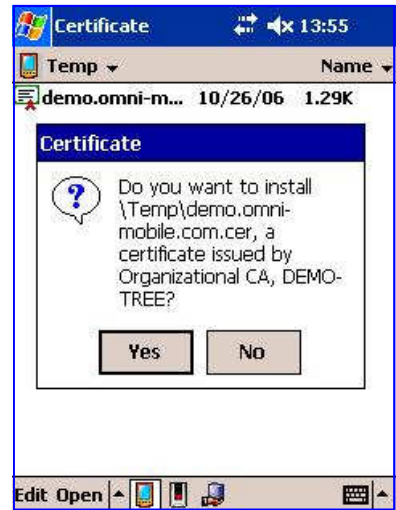 Certificate 13:55
Temp Name
demo.omni-m... 10/26/06 1.29K
Certificate
Do you want to install
\Temp\demo.omni-
mobile.com.cer, a
certificate issued by
Organizational CA, DEMO-
TREE?
Yes No
Edit Open